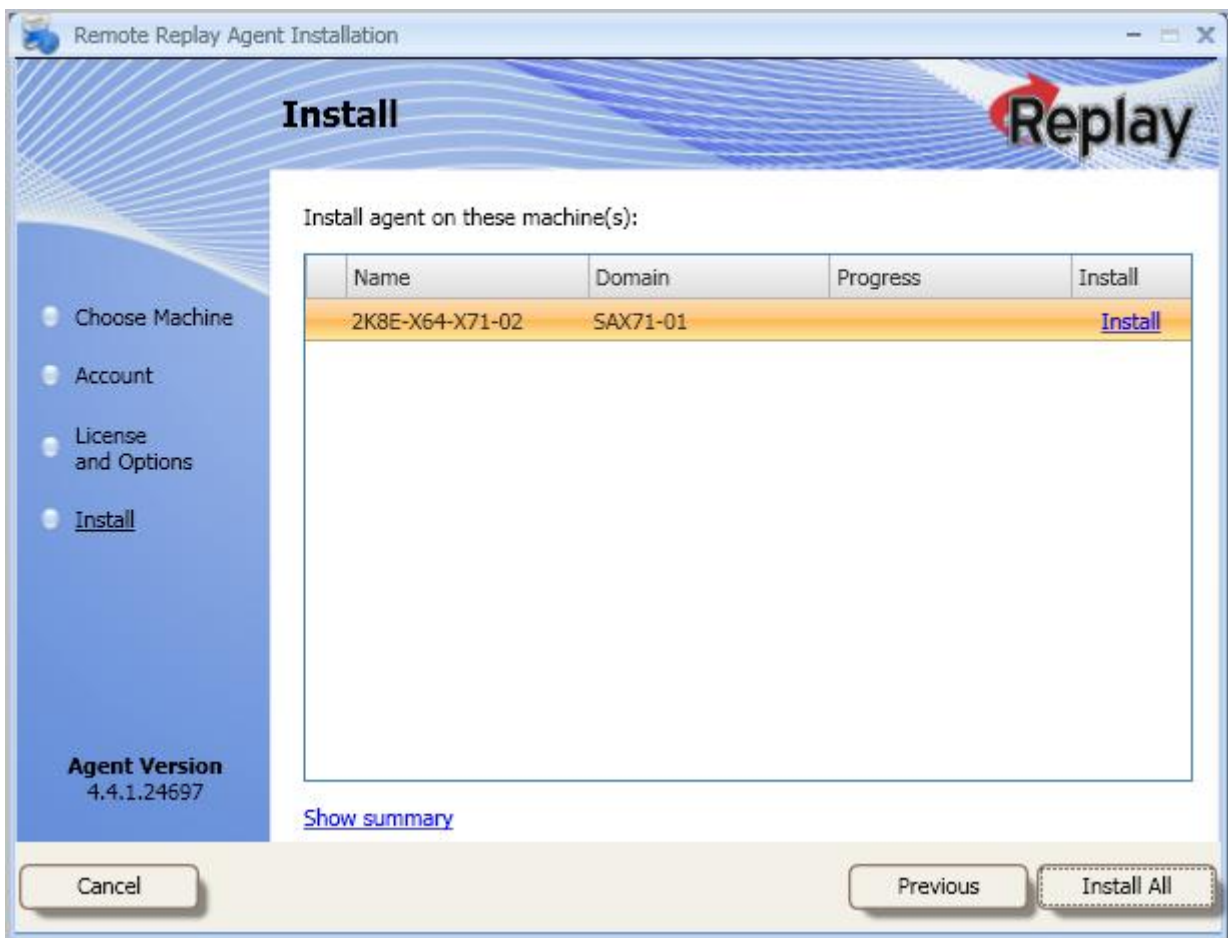 Remote Replay Agent Installation
Install
Replay
Install agent on these machine(s):
Name Domain Progress Install
2K8E-X64-X71-02 SAX71-01 Install
Choose Machine
Account
License
and Options
Install
Agent Version
4.4.1.24697
Show summary
Cancel Previous Install All